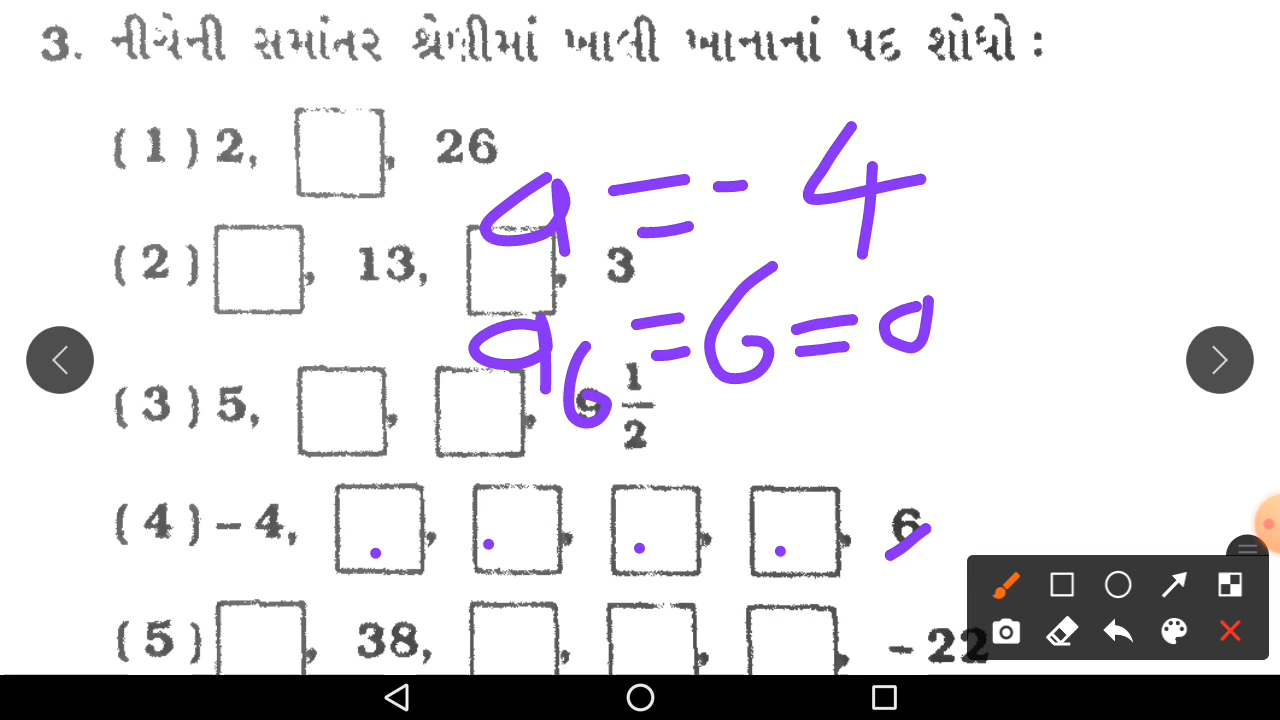 3. નીચેની સમાંતર શ્રેણીમાં ખાલી ખાનાનાં પદ શોધો :
(1) 2, □, 26
(2) □, 13, □, 3
(3) 5, □, □, 9 1/2
(4) -4, □, □, □, □, 6
(5) □, 38, □, □, □, -22
a = - 4
a6 = 6 = a